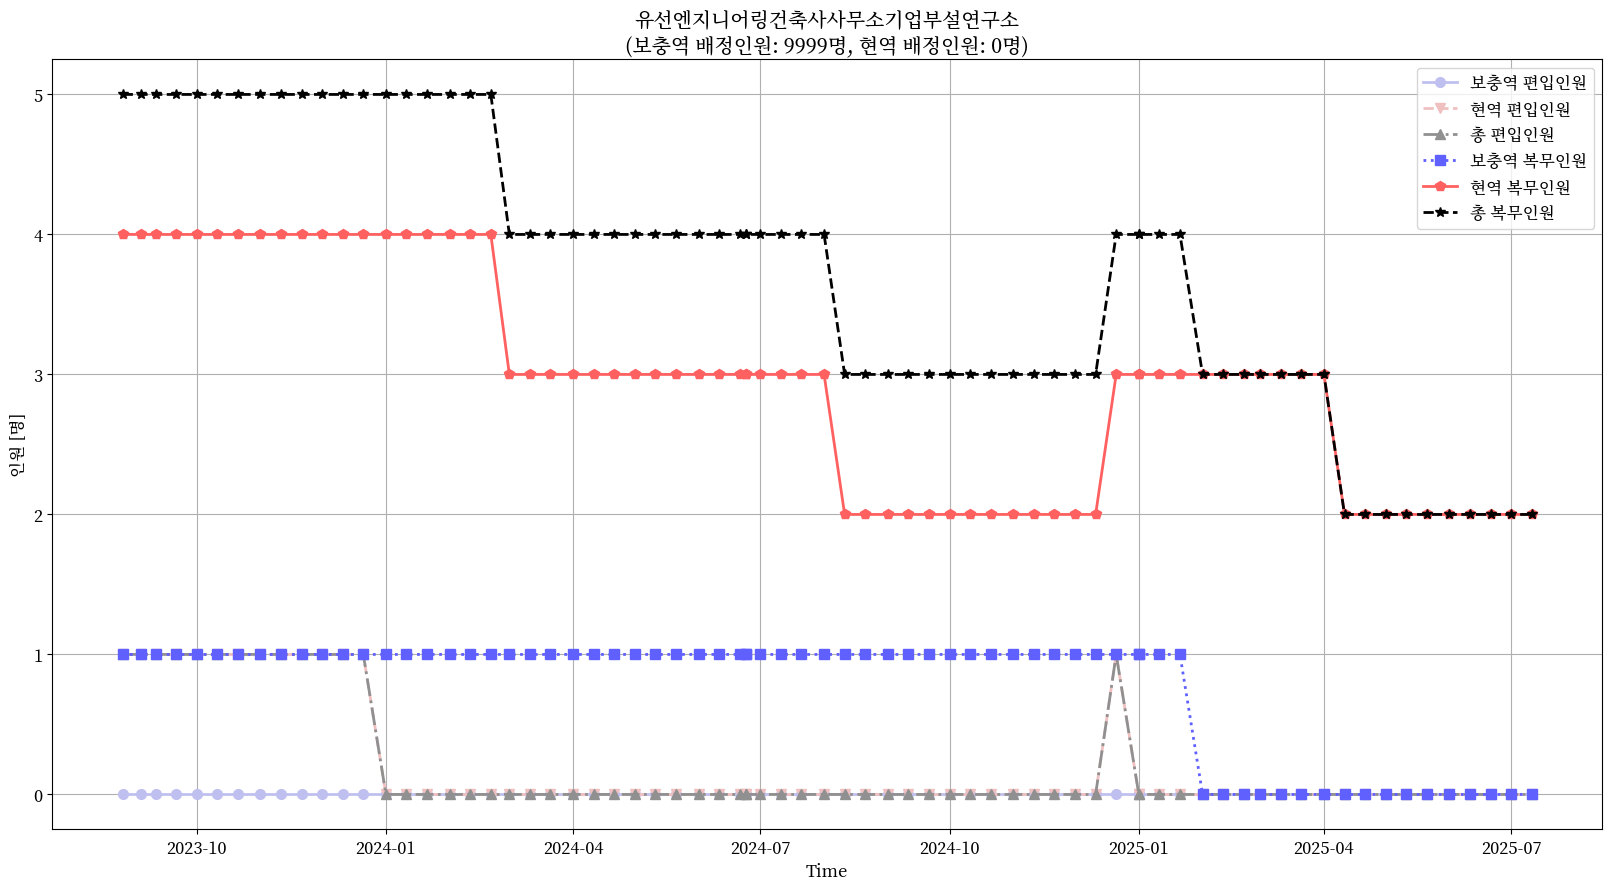 유선엔지니어링건축사사무소기업부설연구소
(보충역 배정인원: 9999명, 현역 배정인원: 0명)
보충역 편입인원
현역 편입인원
총 편입인원
보충역 복무인원
현역 복무인원
총 복무인원
인원 [명]
5
4
3
2
1
0
2023-10
2024-01
2024-04
2024-07
2024-10
2025-01
2025-04
2025-07
Time